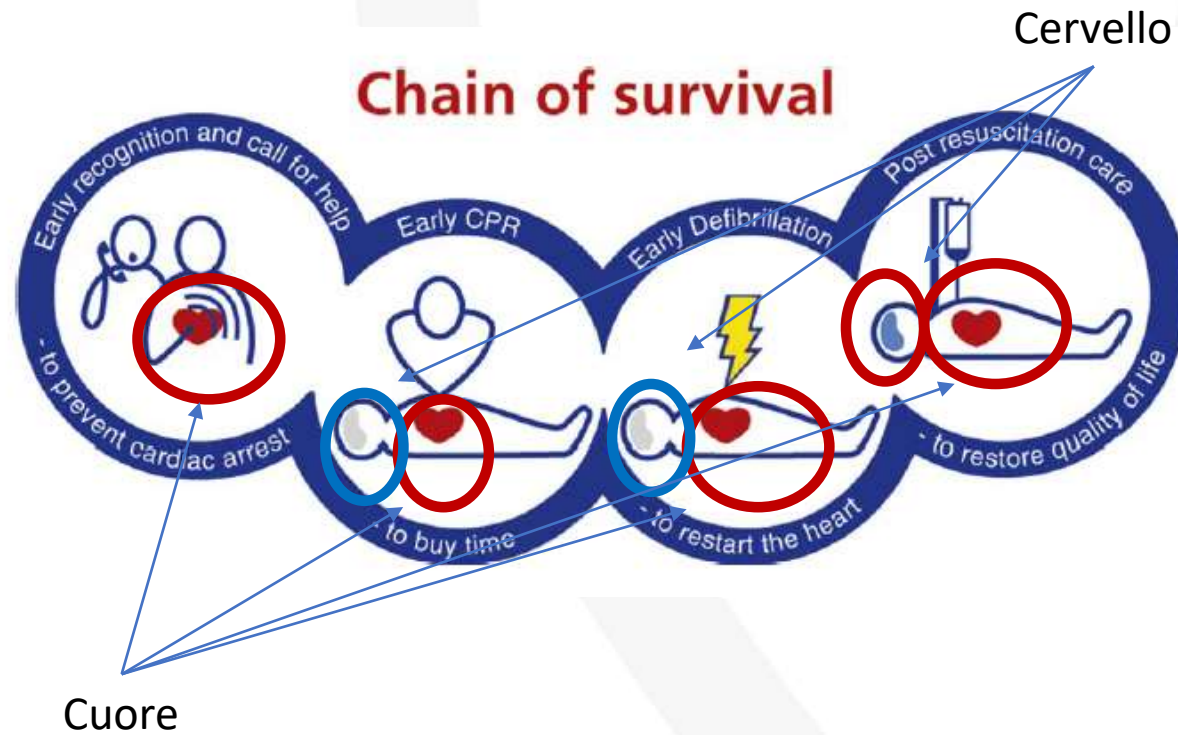 Cervello
Chain of survival
Early recognition and call for help
- to prevent cardiac arrest
Early CPR
- to buy time
Early Defibrillation
- to restart the heart
Post resuscitation care
- to restore quality of life
Cuore